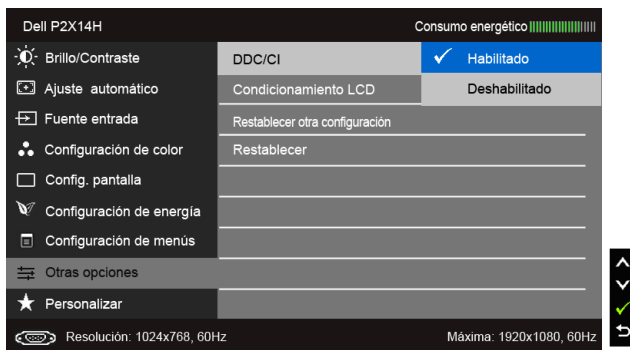 Dell P2X14H
Consumo energético
Brillo/Contraste
DDC/CI
Habilitado
Ajuste automático
Condicionamiento LCD
Deshabilitado
Fuente entrada
Restablecer otra configuración
Configuración de color
Restablecer
Config. pantalla
Configuración de energía
Configuración de menús
Otras opciones
Personalizar
Resolución: 1024x768, 60Hz
Máxima: 1920x1080, 60Hz